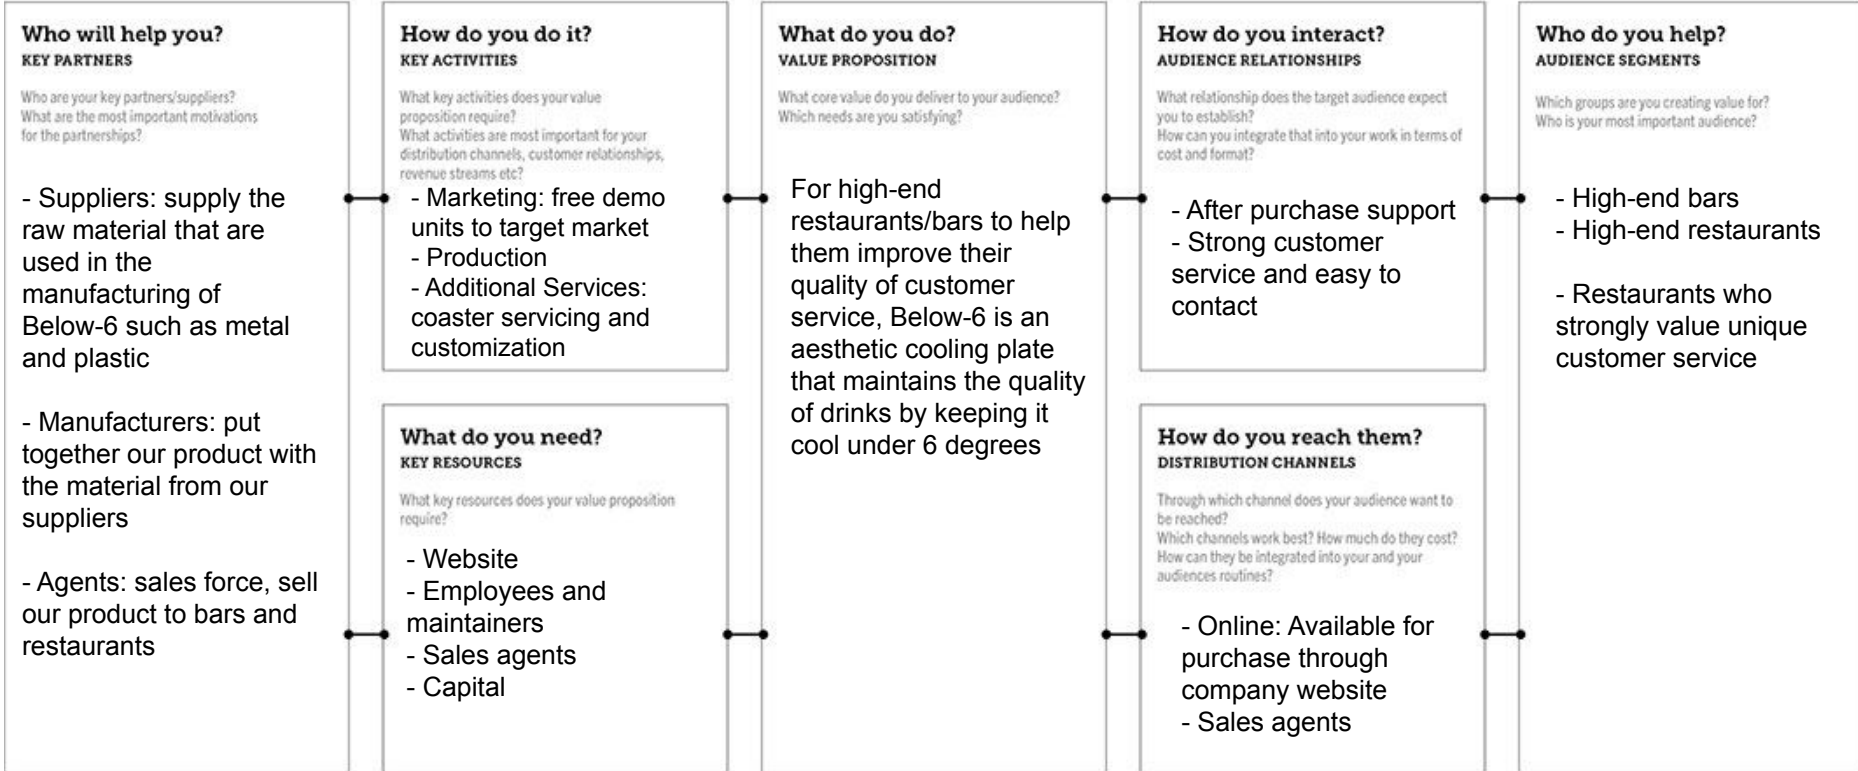 Who will help you?
KEY PARTNERS
Who are your key partners/suppliers?
What are the most important motivations
for the partnerships?
- Suppliers: supply the
raw material that are
used in the
manufacturing of
Below-6 such as metal
and plastic
- Manufacturers: put
together our product with
the material from our
suppliers
- Agents: sales force, sell
our product to bars and
restaurants
How do you do it?
KEY ACTIVITIES
What key activities does your value
proposition require?
What activities are most important for your
distribution channels, customer relationships,
revenue streams etc?
- Marketing: free demo
units to target market
- Production
- Additional Services:
coaster servicing and
customization
What do you need?
KEY RESOURCES
What key resources does your value proposition
require?
- Website
- Employees and
maintainers
- Sales agents
- Capital
What do you do?
VALUE PROPOSITION
What core value do you deliver to your audience?
Which needs are you satisfying?
For high-end
restaurants/bars to help
them improve their
quality of customer
service, Below-6 is an
aesthetic cooling plate
that maintains the quality
of drinks by keeping it
cool under 6 degrees
How do you interact?
AUDIENCE RELATIONSHIPS
What relationship does the target audience expect
you to establish?
How can you integrate that into your work in terms of
cost and format?
- After purchase support
- Strong customer
service and easy to
contact
How do you reach them?
DISTRIBUTION CHANNELS
Through which channel does your audience want to
be reached?
Which channels work best? How much do they cost?
How can they be integrated into your and your
audiences routines?
- Online: Available for
purchase through
company website
- Sales agents
Who do you help?
AUDIENCE SEGMENTS
Which groups are you creating value for?
Who is your most important audience?
- High-end bars
- High-end restaurants
- Restaurants who
strongly value unique
customer service